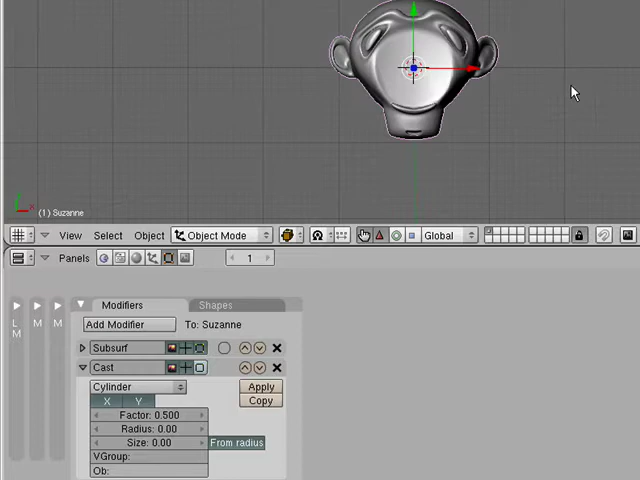 (1) Suzanne
View Select Object Object Mode Global
Panels 1
L M M M
Modifiers Shapes
Add Modifier To: Suzanne
Subsurf
Cast
Cylinder Apply
X Y Copy
Factor: 0.500
Radius: 0.00
Size: 0.00 From radius
VGroup:
Ob: